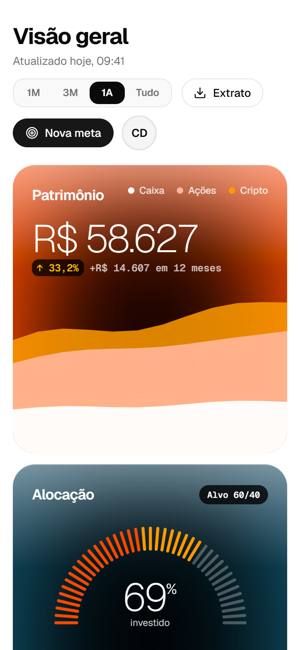 Visão geral
Atualizado hoje, 09:41
1M 3M 1A Tudo Extrato
Nova meta CD
Patrimônio Caixa Ações Cripto
R$ 58.627
↑ 33,2% +R$ 14.607 em 12 meses
Alocação Alvo 60/40
69%
investido